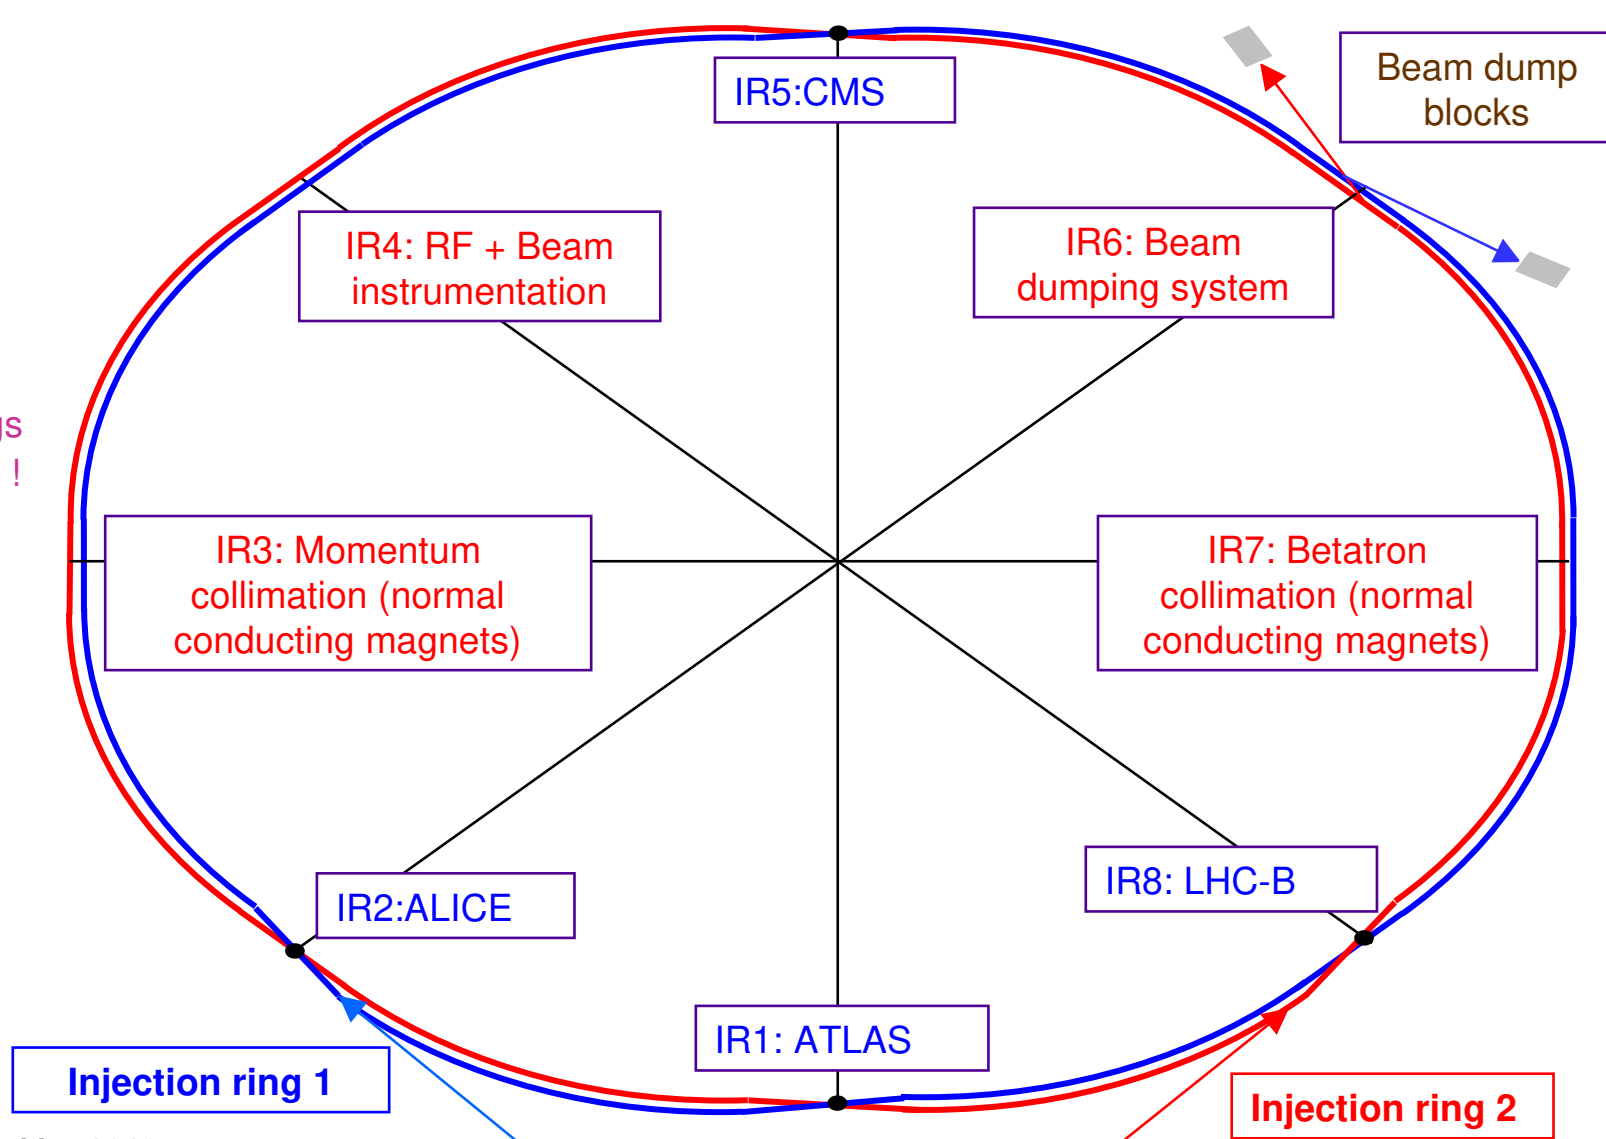 IR5:CMS
Beam dump
blocks
IR4: RF + Beam
instrumentation
IR6: Beam
dumping system
gs
!
IR3: Momentum
collimation (normal
conducting magnets)
IR7: Betatron
collimation (normal
conducting magnets)
IR8: LHC-B
IR2:ALICE
IR1: ATLAS
Injection ring 1
Injection ring 2